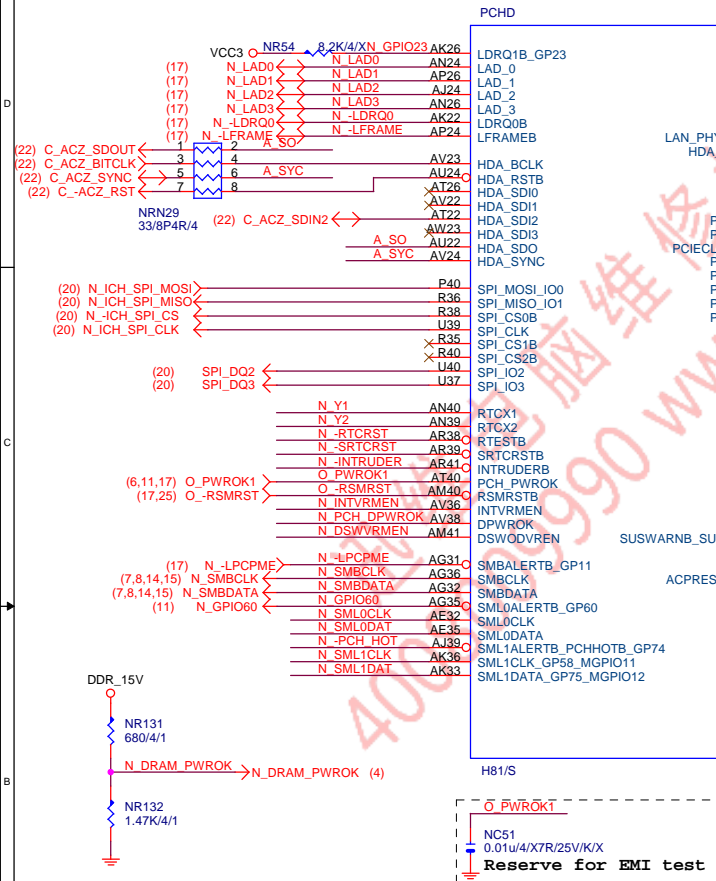 PCHD
VCC3 NR54 8.2K/4/X N_GPIO23 AK26 LDRQ1B_GP23
(17) N_LAD0 N_LAD0 AN24 LAD_0
(17) N_LAD1 N_LAD1 AP26 LAD_1
(17) N_LAD2 N_LAD2 AJ24 LAD_2
(17) N_LAD3 N_LAD3 AN26 LAD_3
(17) N_-LDRQ0 N_-LDRQ0 AK22 LDRQ0B
(17) N_-LFRAME N_-LFRAME AP24 LFRAMEB
D
LAN_PHY
HDA_
(22) C_ACZ_SDOUT 1 2 A_SO
(22) C_ACZ_BITCLK 3 4 AV23 HDA_BCLK
(22) C_ACZ_SYNC 5 6 A_SYC AU24 HDA_RSTB
(22) C_-ACZ_RST 7 8 AT26 HDA_SDI0
AV22 HDA_SDI1
NRN29
33/8P4R/4
(22) C_ACZ_SDIN2 AT22 HDA_SDI2
AW23 HDA_SDI3
A_SO AU22 HDA_SDO
A_SYC AV24 HDA_SYNC
P
P
PCIECL
P
P
P
P
(20) N_ICH_SPI_MOSI P40 SPI_MOSI_IO0
(20) N_ICH_SPI_MISO R36 SPI_MISO_IO1
(20) N_-ICH_SPI_CS R38 SPI_CS0B
(20) N_ICH_SPI_CLK U39 SPI_CLK
R35 SPI_CS1B
R40 SPI_CS2B
(20) SPI_DQ2 U40 SPI_IO2
(20) SPI_DQ3 U37 SPI_IO3
N_Y1 AN40 RTCX1
N_Y2 AN39 RTCX2
N_-RTCRST AR38 RTESTB
C
N_-SRTCRST AR39 SRTCRSTB
N_-INTRUDER AR41 INTRUDERB
(6,11,17) O_PWROK1 O_PWROK1 AT40 PCH_PWROK
(17,25) O_-RSMRST O_-RSMRST AM40 RSMRSTB
N_INTVRMEN AV36 INTVRMEN
N_PCH_DPWROK AV38 DPWROK
N_DSWVRMEN AM41 DSWODVREN SUSWARNB_SU
(17) N_-LPCPME N_-LPCPME AG31 SMBALERTB_GP11
(7,8,14,15) N_SMBCLK N_SMBCLK AG36 SMBCLK ACPRES
(7,8,14,15) N_SMBDATA N_SMBDATA AG32 SMBDATA
(11) N_GPIO60 N_GPIO60 AG35 SML0ALERTB_GP60
N_SML0CLK AE32 SML0CLK
N_SML0DAT AE35 SML0DATA
N_-PCH_HOT AJ39 SML1ALERTB_PCHHOTB_GP74
N_SML1CLK AK36 SML1CLK_GP58_MGPIO11
N_SML1DAT AK33 SML1DATA_GP75_MGPIO12
DDR_15V
NR131
680/4/1
N_DRAM_PWROK N_DRAM_PWROK (4)
H81/S
B
NR132
1.47K/4/1
O_PWROK1
NC51
0.01u/4/X7R/25V/K/X
Reserve for EMI test